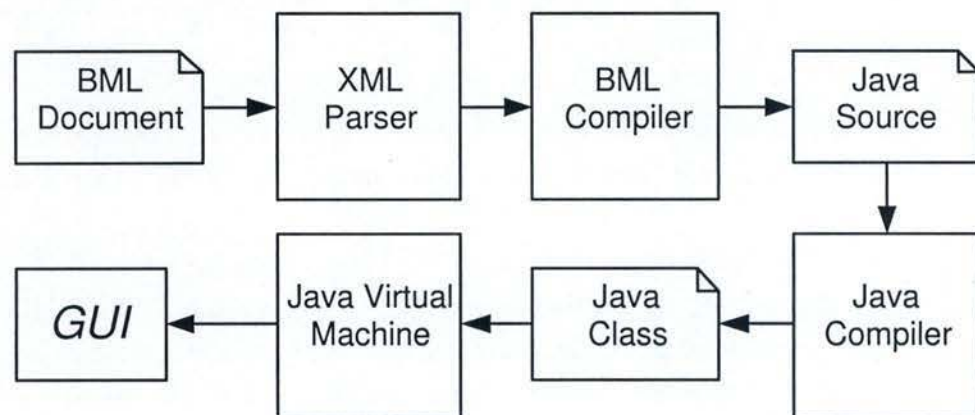 BML
Document
XML
Parser
BML
Compiler
Java
Source
GUI
Java Virtual
Machine
Java
Class
Java
Compiler